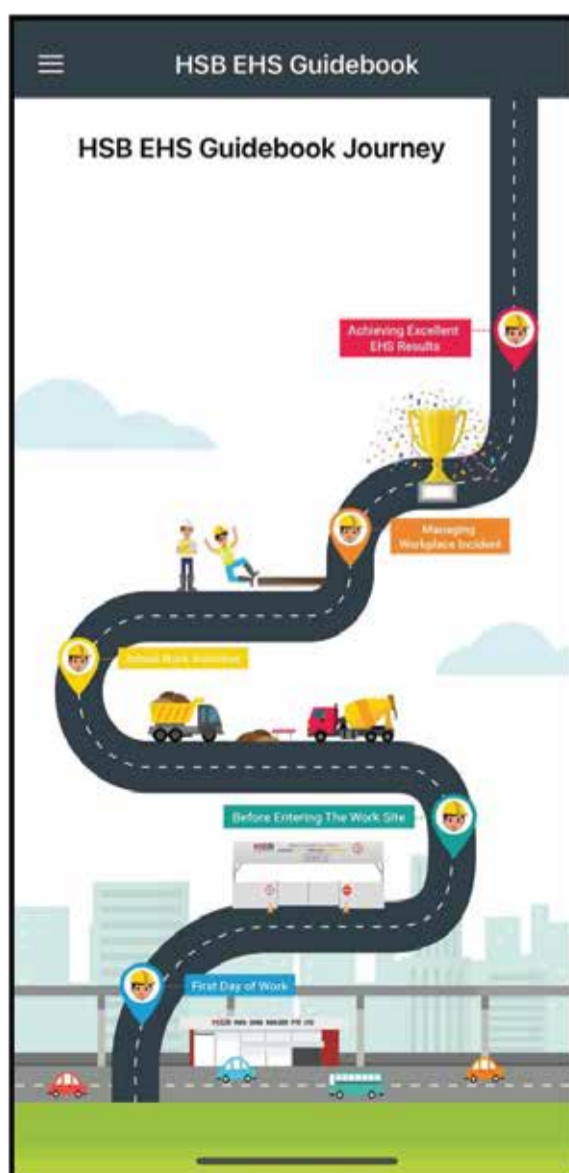 HSB EHS Guidebook
HSB EHS Guidebook Journey
Achieving Excellent
EHS Results
Managing
Workplace Incident
Before Entering The Work Site
First Day of Work